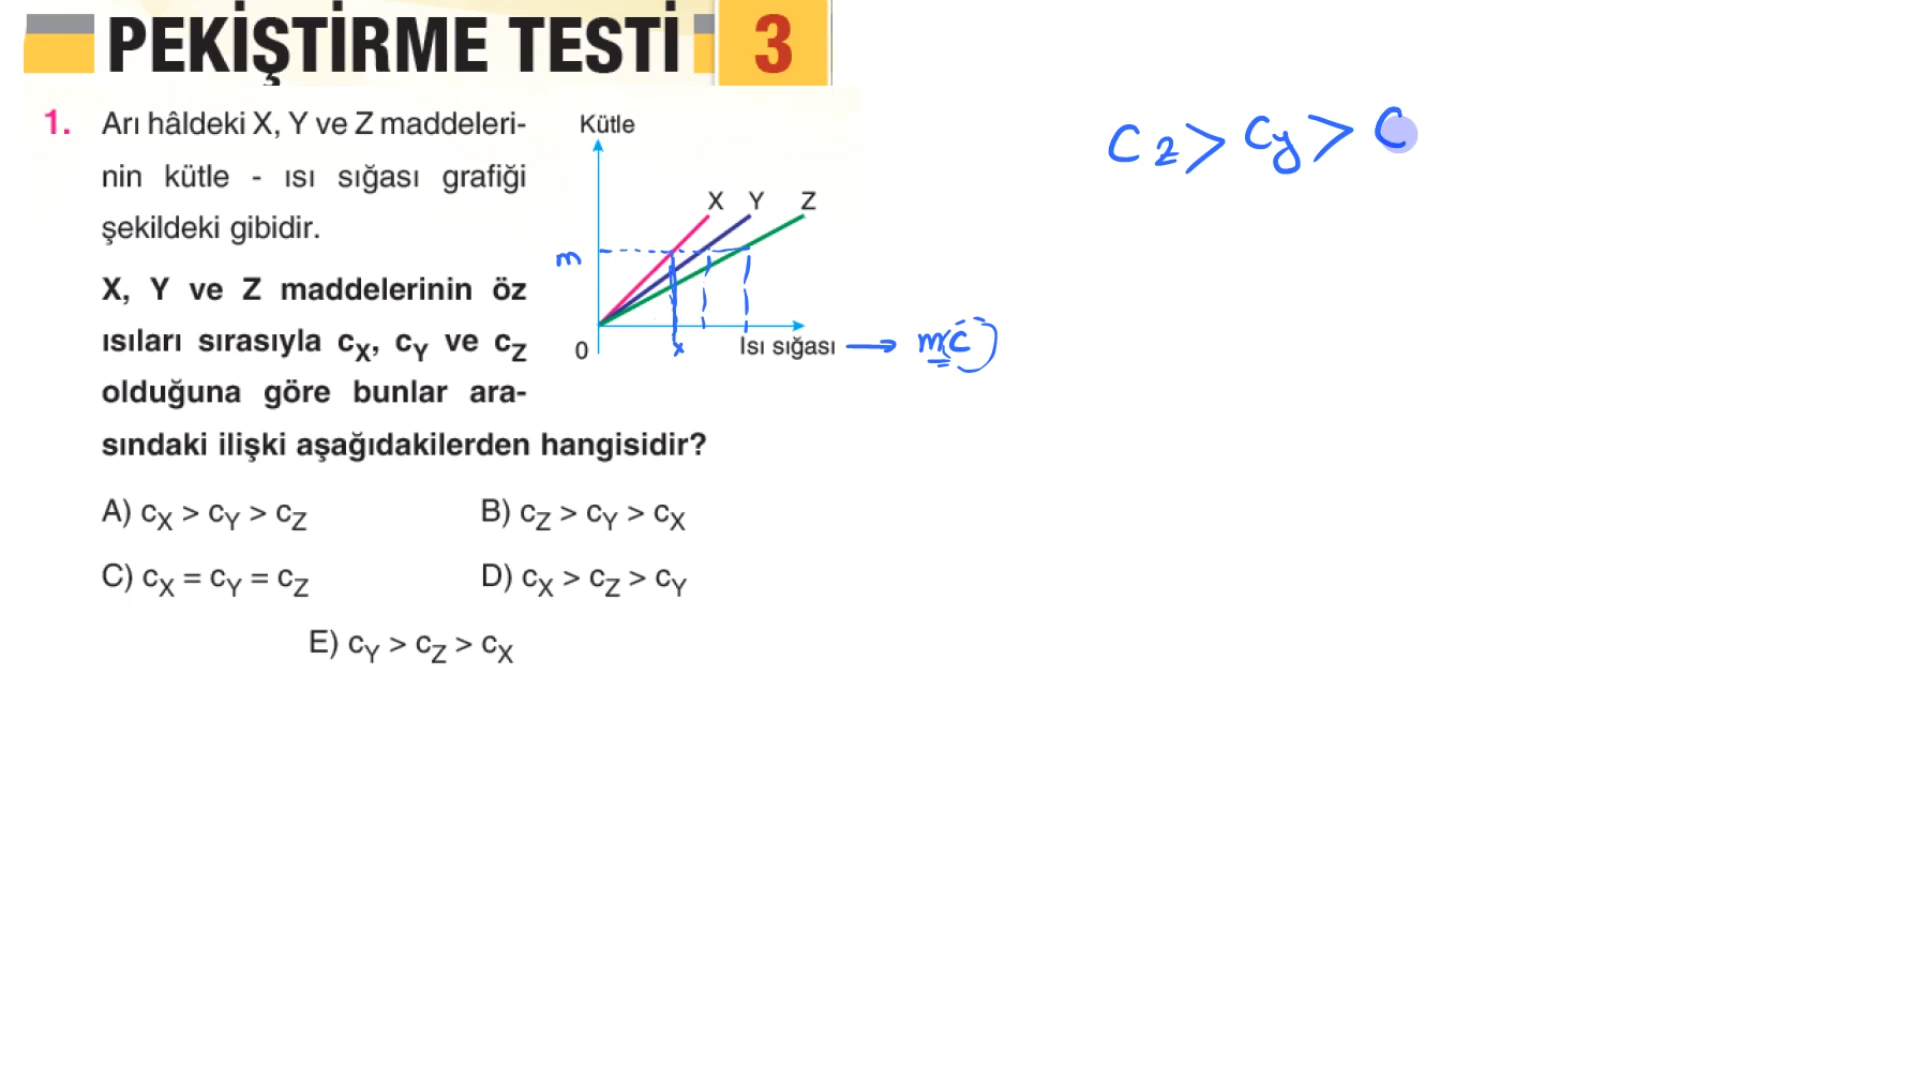 PEKİŞTİRME TESTİ 3
1. Arı hâldeki X, Y ve Z maddeleri-
nin kütle - ısı sığası grafiği
şekildeki gibidir.
X, Y ve Z maddelerinin öz
ısıları sırasıyla cX, cY ve cZ
olduğuna göre bunlar ara-
sındaki ilişki aşağıdakilerden hangisidir?
Kütle
X Y Z
m
0
x
Isı sığası → m(c)
cz > cy > c
A) cX > cY > cZ
B) cZ > cY > cX
C) cX = cY = cZ
D) cX > cZ > cY
E) cY > cZ > cX